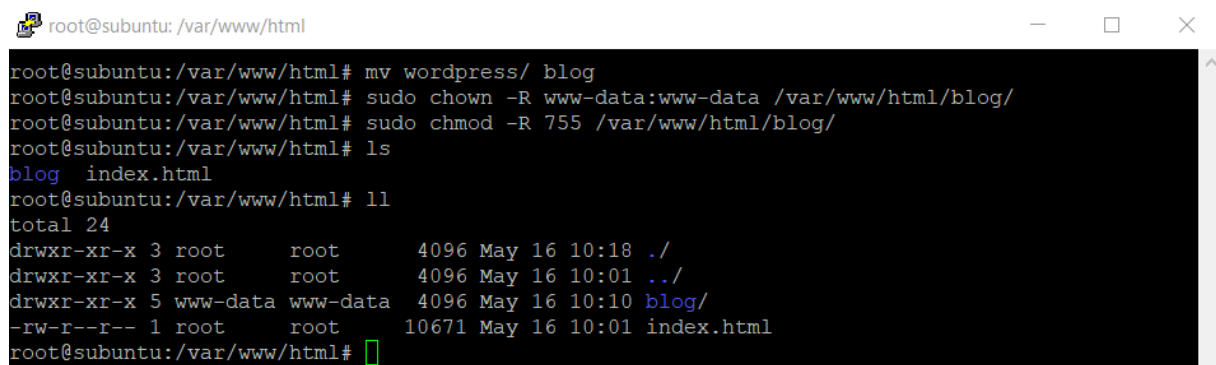 root@subuntu: /var/www/html
root@subuntu:/var/www/html# mv wordpress/ blog
root@subuntu:/var/www/html# sudo chown -R www-data:www-data /var/www/html/blog/
root@subuntu:/var/www/html# sudo chmod -R 755 /var/www/html/blog/
root@subuntu:/var/www/html# ls
blog  index.html
root@subuntu:/var/www/html# ll
total 24
drwxr-xr-x 3 root     root      4096 May 16 10:18 ./
drwxr-xr-x 3 root     root      4096 May 16 10:01 ../
drwxr-xr-x 5 www-data www-data  4096 May 16 10:10 blog/
-rw-r--r-- 1 root     root     10671 May 16 10:01 index.html
root@subuntu:/var/www/html#